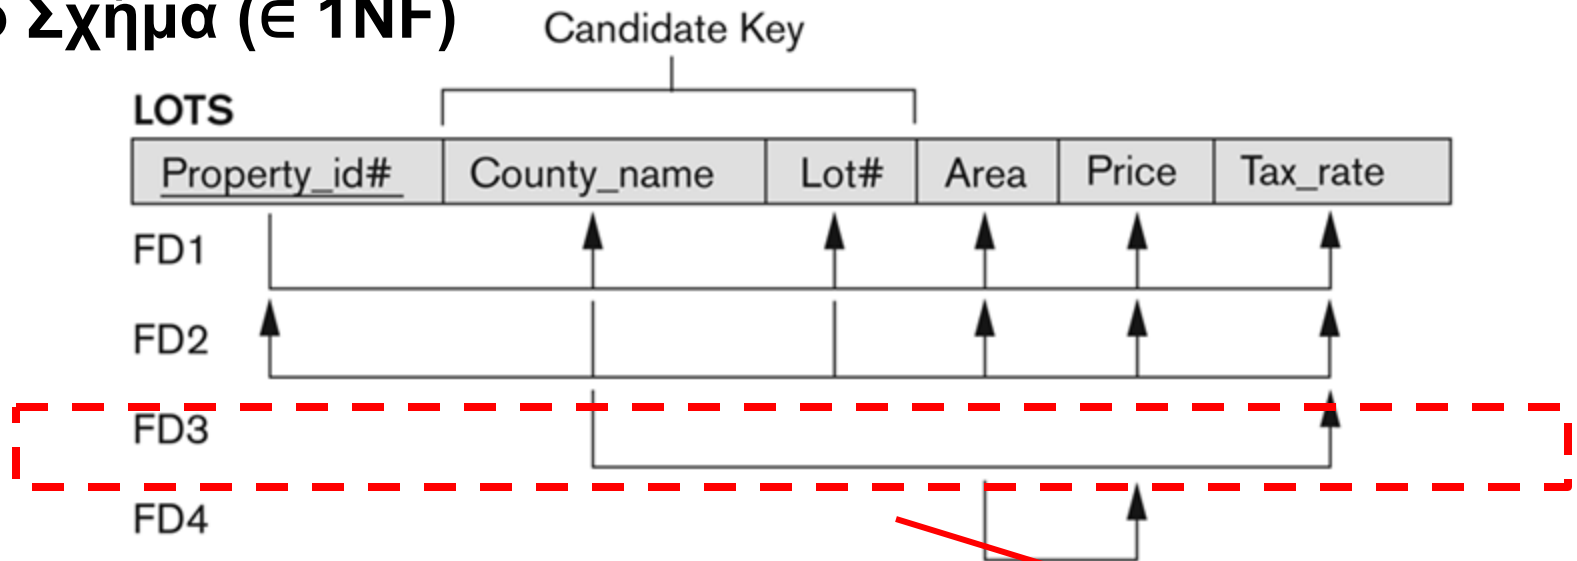 Σχήμα (∈ 1NF)
Candidate Key
LOTS
Property_id# County_name Lot# Area Price Tax_rate
FD1
FD2
FD3
FD4